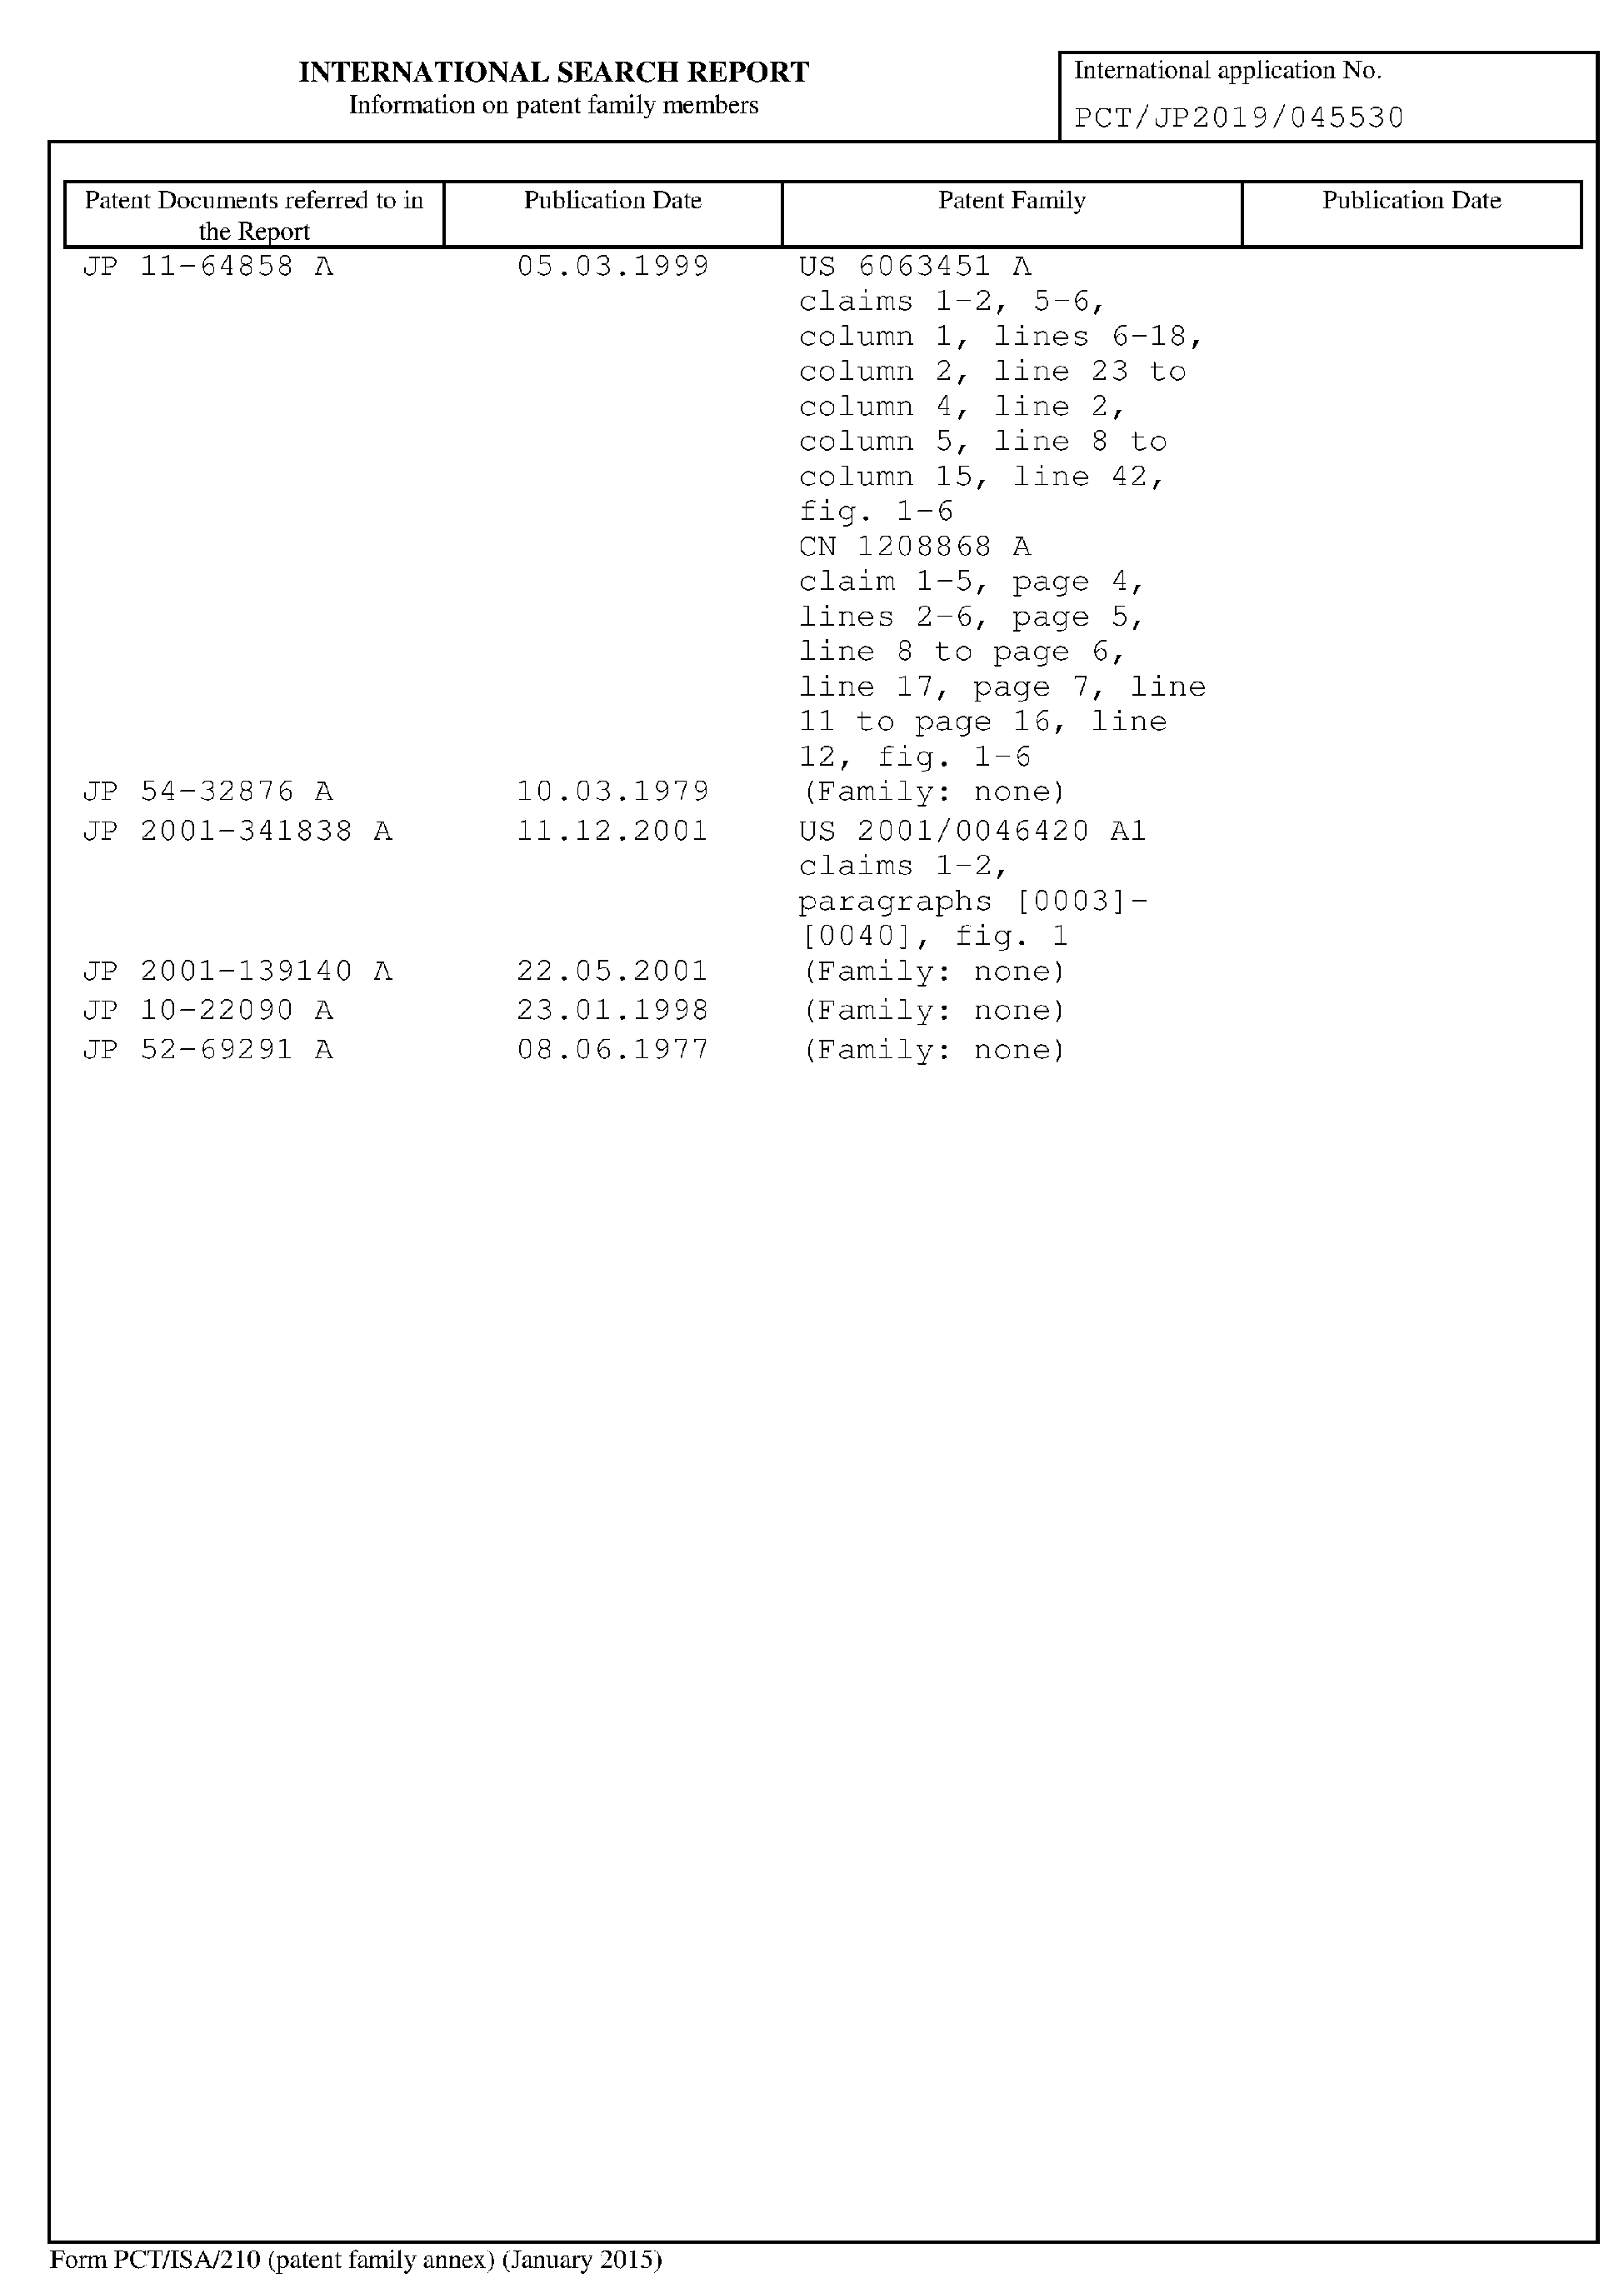 INTERNATIONAL SEARCH REPORT
Information on patent family members
International application No.
PCT/JP2019/045530
Patent Documents referred to in the Report
Publication Date
Patent Family
Publication Date
JP 11-64858 A 05.03.1999 US 6063451 A
claims 1-2, 5-6,
column 1, lines 6-18,
column 2, line 23 to
column 4, line 2,
column 5, line 8 to
column 15, line 42,
fig. 1-6
CN 1208868 A
claim 1-5, page 4,
lines 2-6, page 5,
line 8 to page 6,
line 17, page 7, line
11 to page 16, line
12, fig. 1-6
JP 54-32876 A 10.03.1979 (Family: none)
JP 2001-341838 A 11.12.2001 US 2001/0046420 A1
claims 1-2,
paragraphs [0003]-
[0040], fig. 1
JP 2001-139140 A 22.05.2001 (Family: none)
JP 10-22090 A 23.01.1998 (Family: none)
JP 52-69291 A 08.06.1977 (Family: none)
Form PCT/ISA/210 (patent family annex) (January 2015)